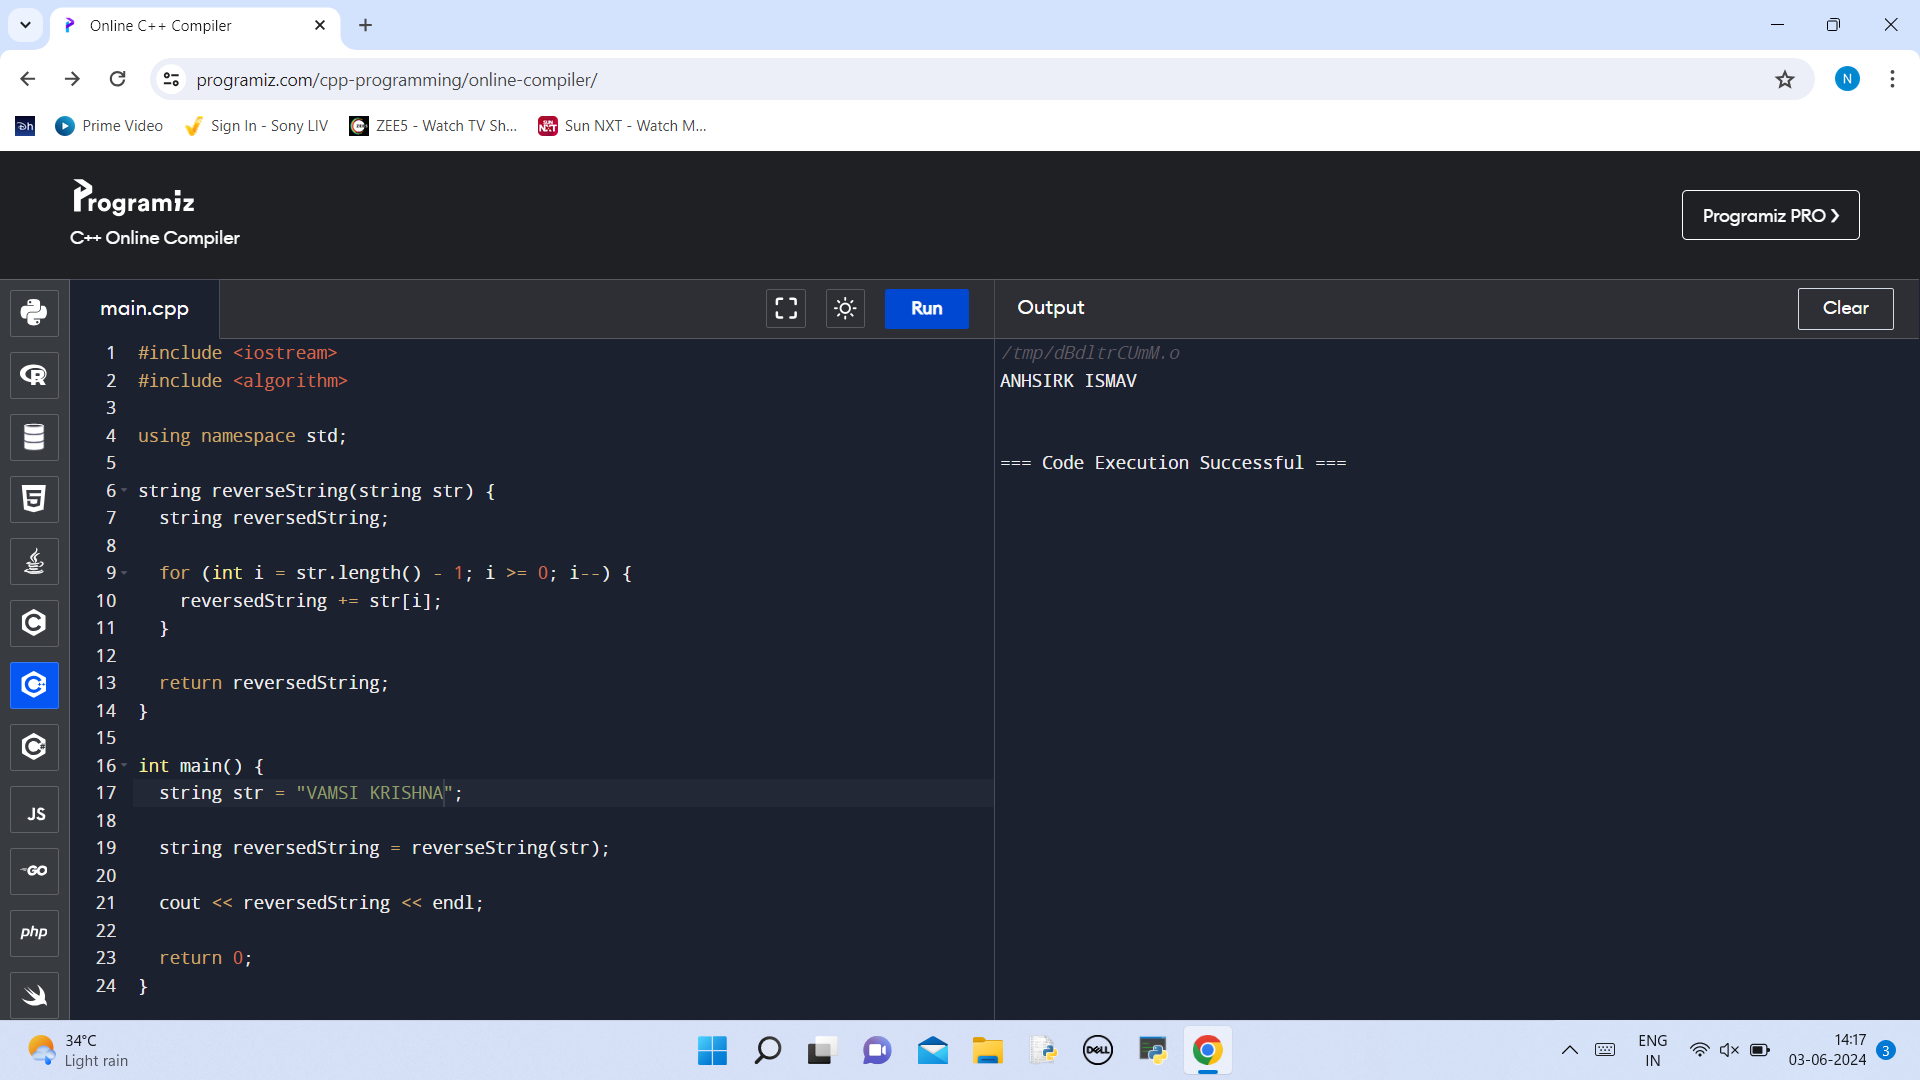 Online C++ Compiler
programiz.com/cpp-programming/online-compiler/
N
Dh
Prime Video
Sign In - Sony LIV
ZEE5 - Watch TV Sh...
SUN NXT
Sun NXT - Watch M...
Programiz
C++ Online Compiler
Programiz PRO ❯
main.cpp
Run
Output
Clear
1 #include <iostream>
2 #include <algorithm>
3
4 using namespace std;
5
6 string reverseString(string str) {
7 string reversedString;
8
9 for (int i = str.length() - 1; i >= 0; i--) {
10 reversedString += str[i];
11 }
12
13 return reversedString;
14 }
15
16 int main() {
17 string str = "VAMSI KRISHNA";
18
19 string reversedString = reverseString(str);
20
21 cout << reversedString << endl;
22
23 return 0;
24 }
/tmp/dBdltrCUmM.o
ANHSIRK ISMAV
=== Code Execution Successful ===
R
5
C
C++
C#
JS
GO
php
34°C
Light rain
DELL
ENG
IN
14:17
03-06-2024
3